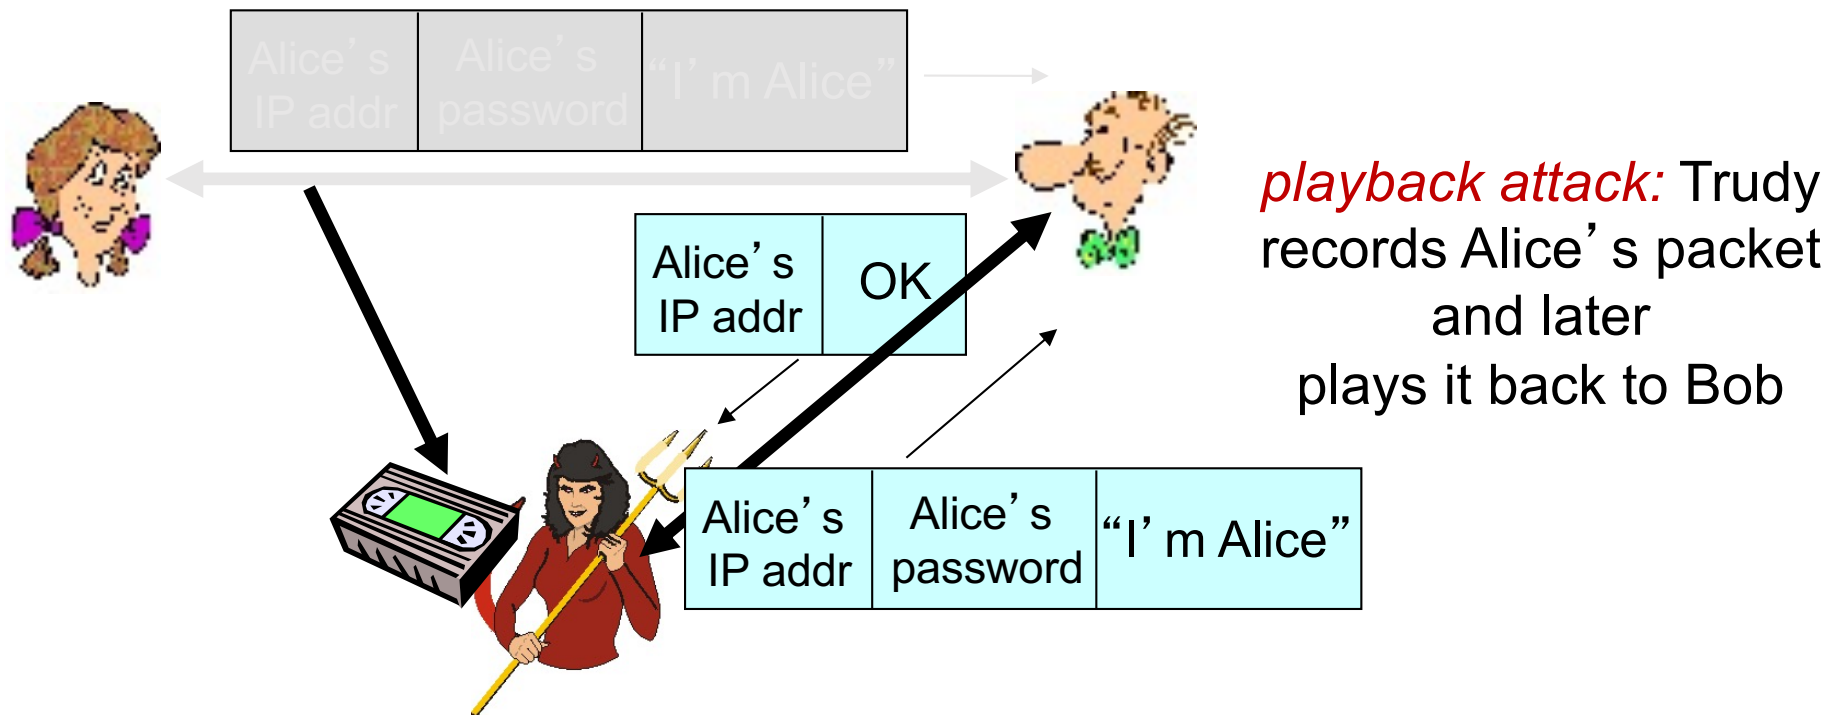 Alice’s
IP addr
Alice’s
password
“I’m Alice”
Alice’s
IP addr
OK
Alice’s
IP addr
Alice’s
password
“I’m Alice”
playback attack: Trudy
records Alice’s packet
and later
plays it back to Bob